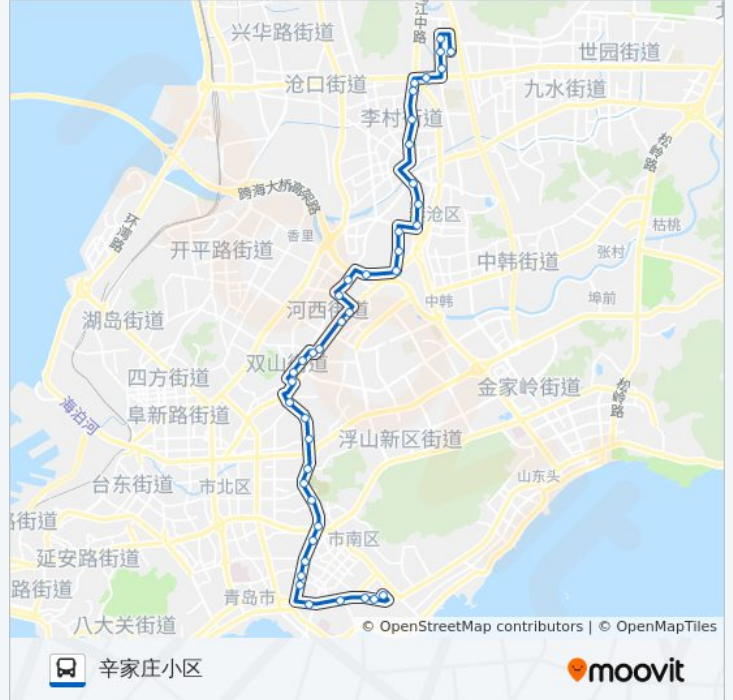 江中路
兴华路街道
世园街道
沧口街道
九水街道
李村街道
松岭路
跨海大桥高架路
环湾路
沧区
枯桃
香里
开平路街道
张村
中韩街道
中韩
埠前
河西街道
湖岛街道
双山街道
四方街道
金家岭街道
松岭路
海泊河
阜新路街道
浮山新区街道
台东街道
市北区
山东头
街道
市南区
延安路街道
路街道
青岛市
八大关街道
© OpenStreetMap contributors | © OpenMapTiles
辛家庄小区
moovit